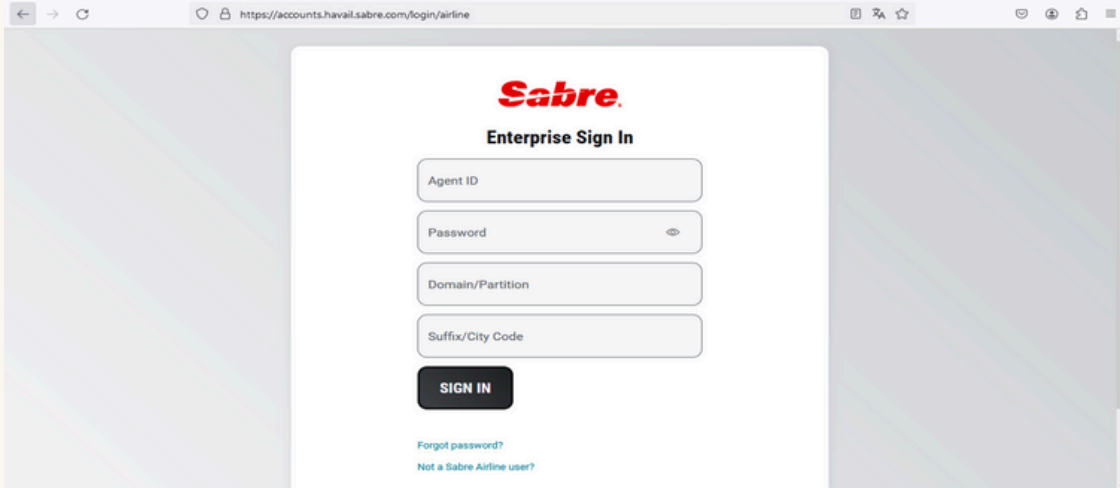 https://accounts.havail.sabre.com/login/airline
Sabre.
Enterprise Sign In
Agent ID
Password
Domain/Partition
Suffix/City Code
SIGN IN
Forgot password?
Not a Sabre Airline user?